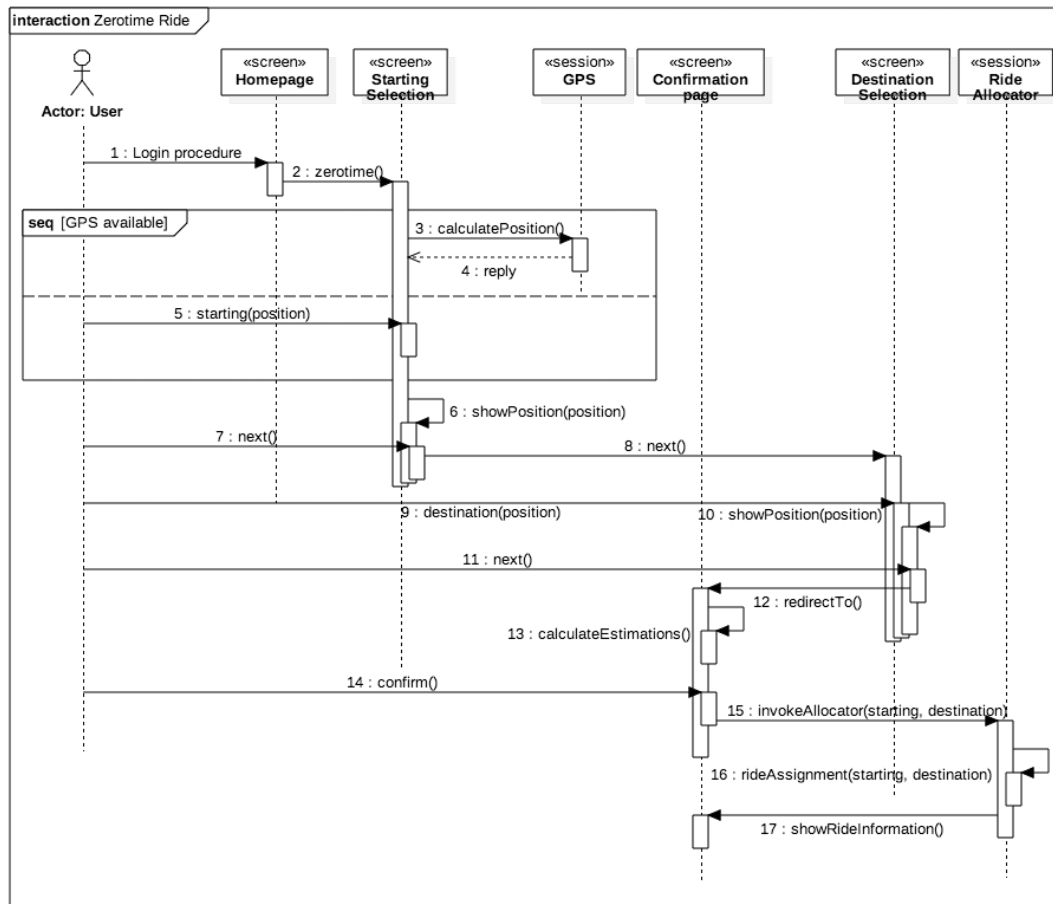 interaction Zerotime Ride
«screen»
Homepage
«screen»
Starting
Selection
«session»
GPS
«screen»
Confirmation
page
«screen»
Destination
Selection
«session»
Ride
Allocator
Actor: User
1 : Login procedure
2 : zerotime()
seq [GPS available]
3 : calculatePosition()
4 : reply
5 : starting(position)
6 : showPosition(position)
7 : next()
8 : next()
9 : destination(position)
10 : showPosition(position)
11 : next()
12 : redirectTo()
13 : calculateEstimations()
14 : confirm()
15 : invokeAllocator(starting, destination)
16 : rideAssignment(starting, destination)
17 : showRideInformation()